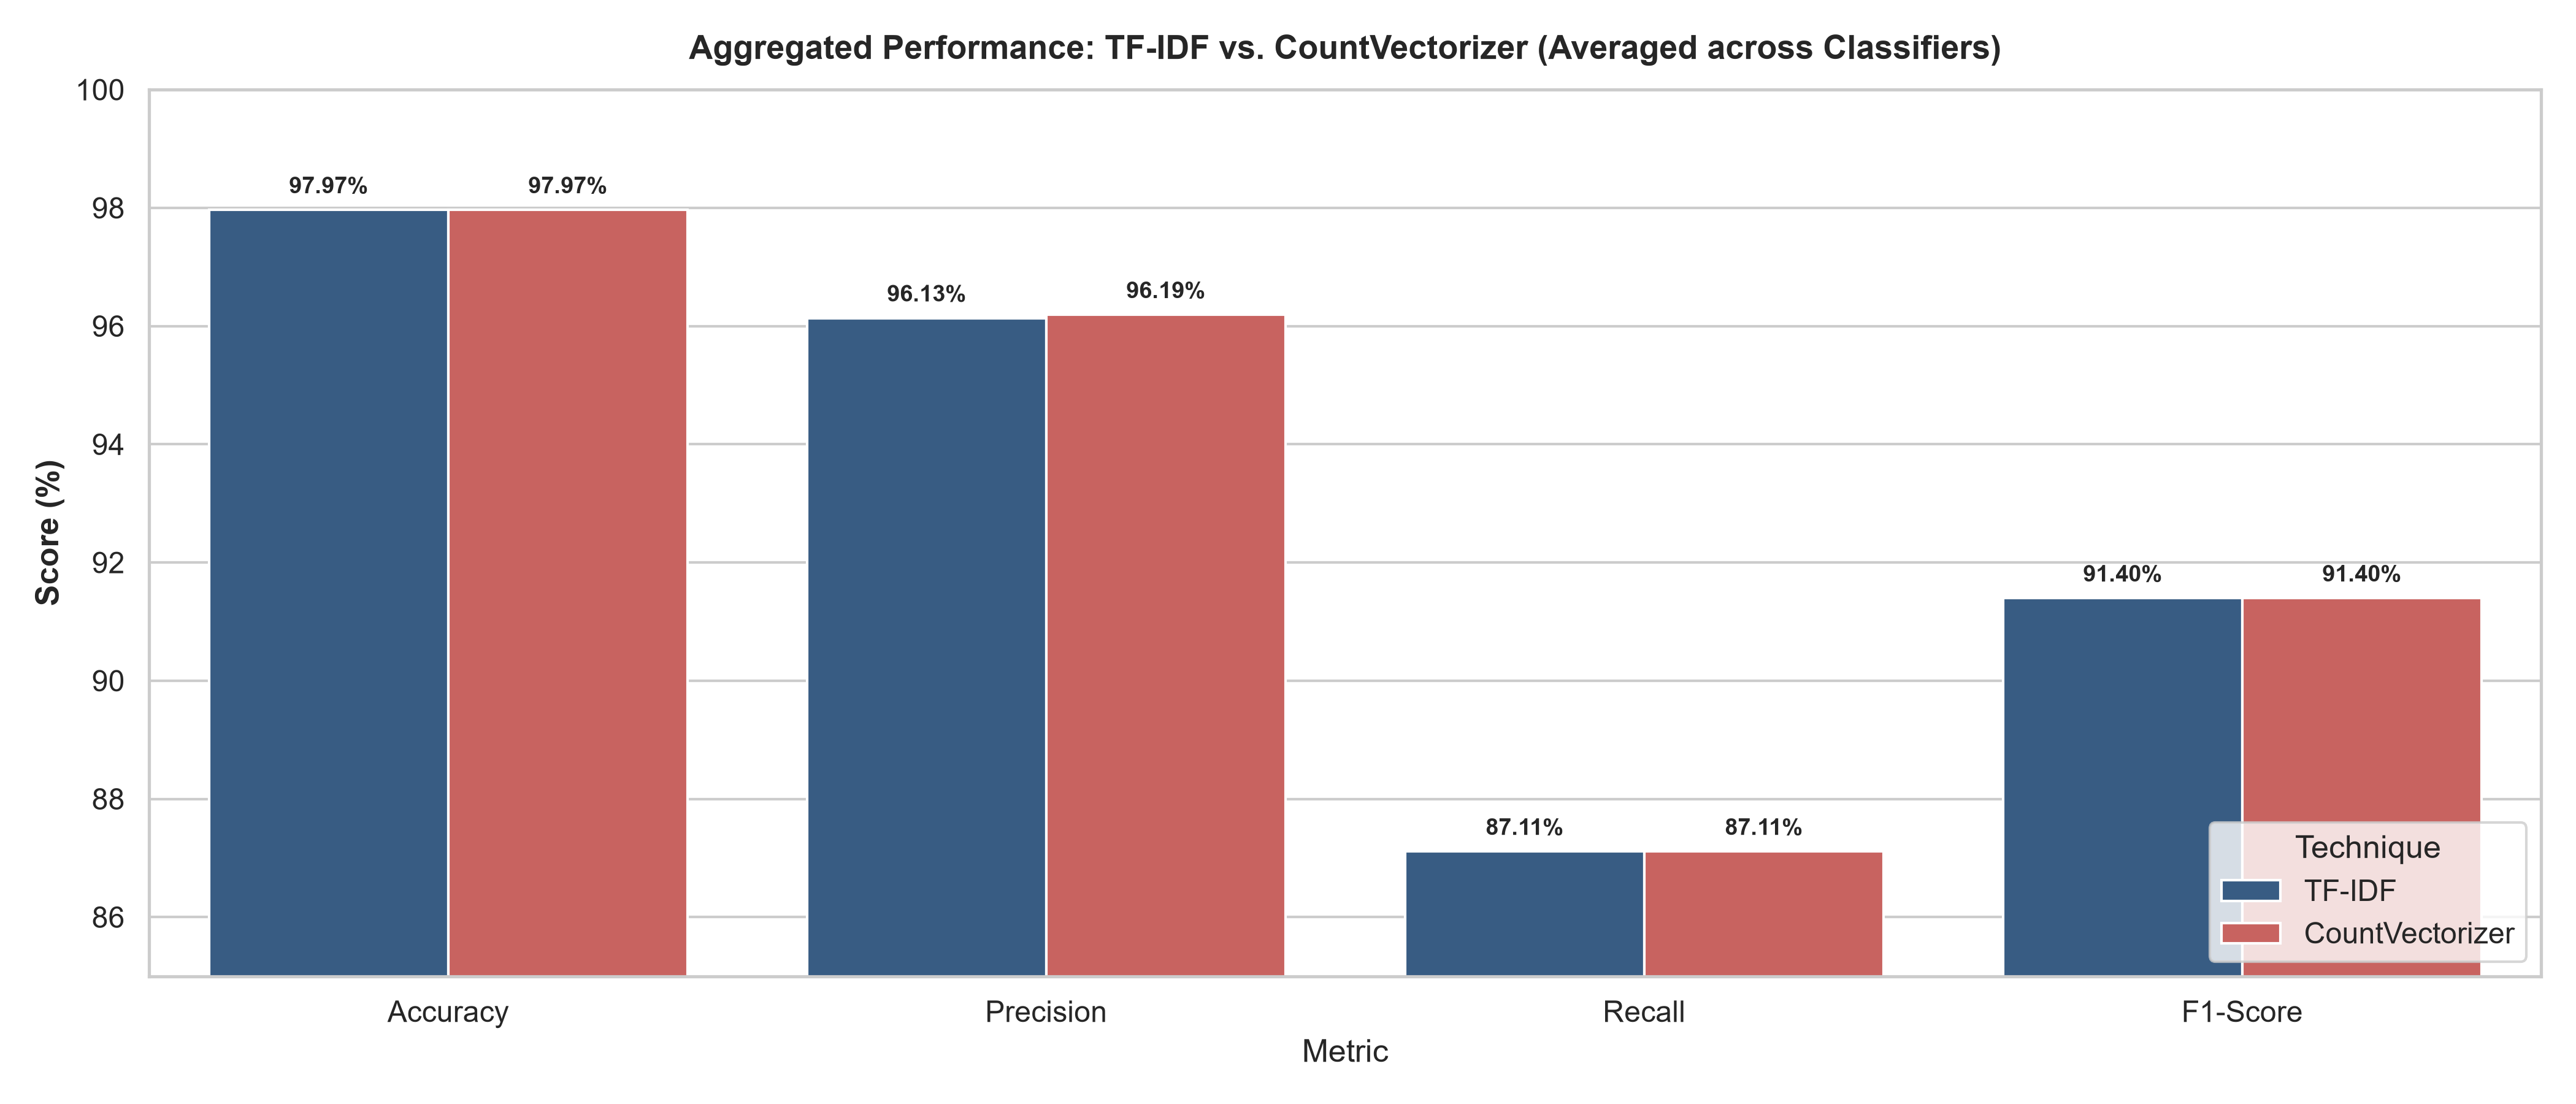 Aggregated Performance: TF-IDF vs. CountVectorizer (Averaged across Classifiers)
Score (%)
100
98
96
94
92
90
88
86
97.97%
97.97%
96.13%
96.19%
87.11%
87.11%
91.40%
91.40%
Technique
TF-IDF
CountVectorizer
Accuracy
Precision
Recall
F1-Score
Metric